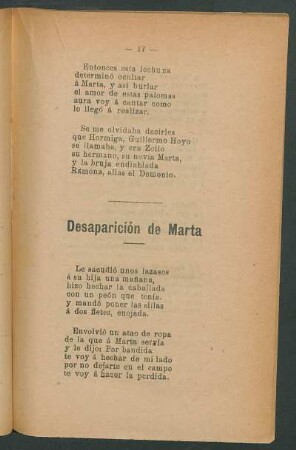 — 17 —
Entonces esta lechuza
determinó ocultar
á Marta, y así burlar
el amor de estas palomas
aura voy á cantar como
lo llegó á realizar.
Se me olvidaba decirles
que Hormiga, Guillermo Hoyo
se llamaba, y era Zoilo
su hermano, su novia Marta,
y la bruja endiablada
Ramona, alias el Demonio.
Desaparición de Marta
Le sacudió unos lazasos
á su hija una mañana,
hizo hechar la caballada
con un peón que tenía.
y mandó poner las sillas
á dos fletes, enojada.
Envolvió un atao de ropa
de la que á Marta servía
y le dijo: Por bandida
te voy á hechar de mi lado
por no dejarte en el campo
te voy á hacer la perdida.